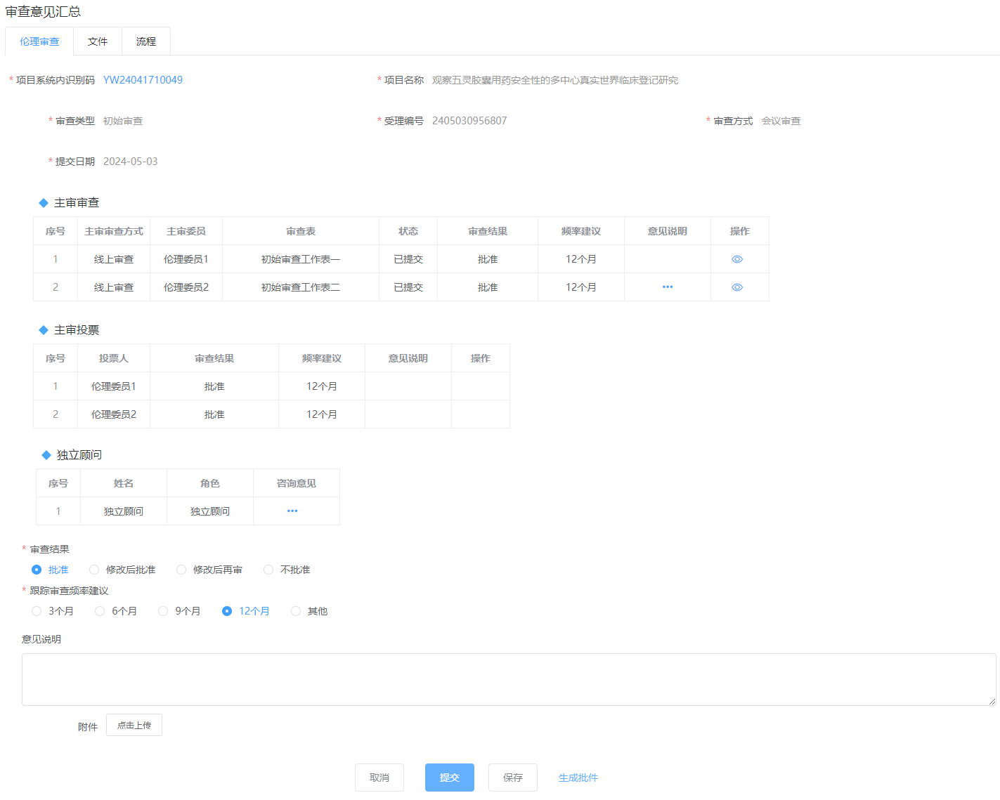 审查意见汇总
伦理审查 文件 流程
* 项目系统内识别码 YW24041710049 * 项目名称 观察五灵胶囊用药安全性的多中心真实世界临床登记研究
* 审查类型 初始审查 * 受理编号 2405030956807 * 审查方式 会议审查
* 提交日期 2024-05-03
主审审查
序号 主审审查方式 主审委员 审查表 状态 审查结果 频率建议 意见说明 操作
1 线上审查 伦理委员1 初始审查工作表一 已提交 批准 12个月
2 线上审查 伦理委员2 初始审查工作表二 已提交 批准 12个月 •••
主审投票
序号 投票人 审查结果 频率建议 意见说明 操作
1 伦理委员1 批准 12个月
2 伦理委员2 批准 12个月
独立顾问
序号 姓名 角色 咨询意见
1 独立顾问 独立顾问 •••
* 审查结果
批准 修改后批准 修改后再审 不批准
* 跟踪审查频率建议
3个月 6个月 9个月 12个月 其他
意见说明
附件 点击上传
取消 提交 保存 生成批件